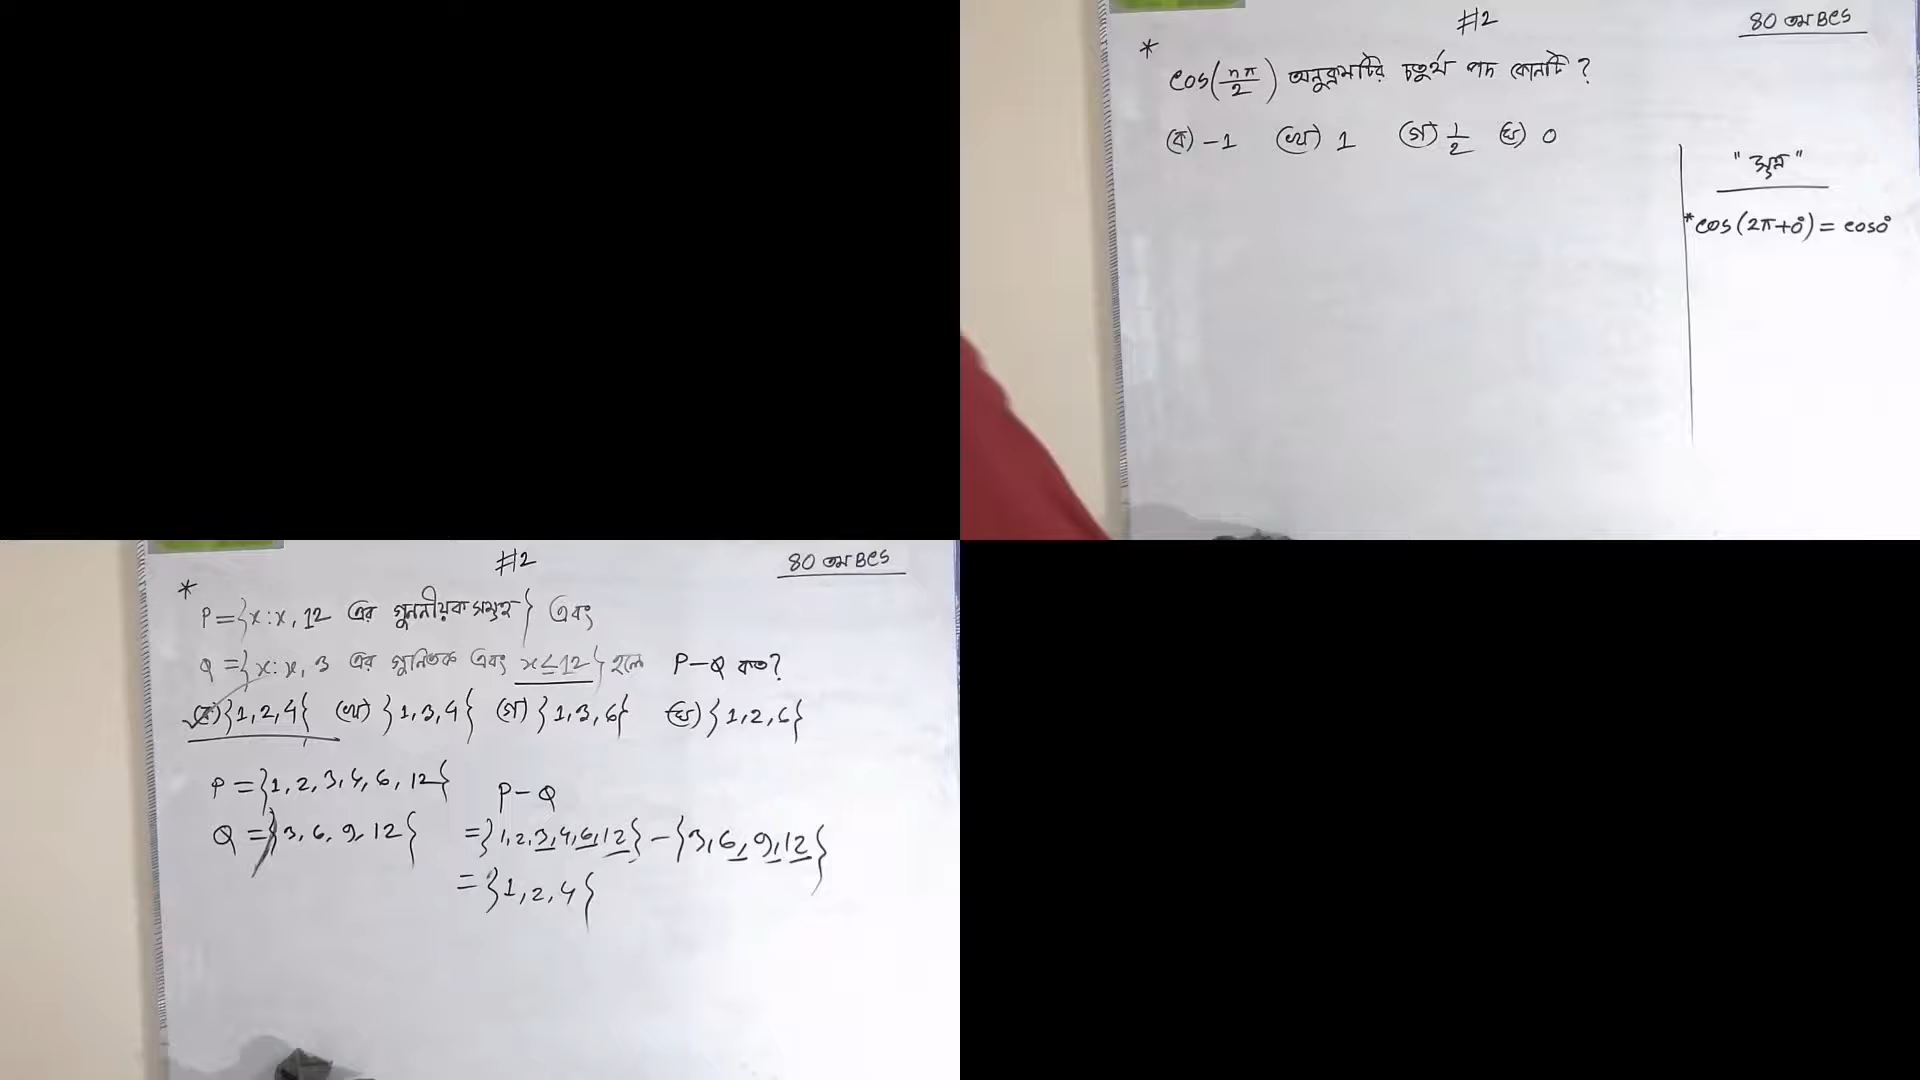 #2
80 তম BCS
* cos(nπ/2) অনুক্রমটির চতুর্থ পদ কোনটি?
(ক) -1 (খ) 1 (গ) 1/2 (ঘ) 0
"সূত্র"
* cos(2π+0°) = cos0°
#2
80 তম BCS
* P={x:x, 12 এর গুননীয়ক সমূহ} এবং
Q={x:x, 3 এর গুনিতক এবং x≤12} হলে P-Q কত?
(ক) {1,2,4} (খ) {1,3,4} (গ) {1,3,6} (ঘ) {1,2,6}
P={1,2,3,4,6,12}
Q={3,6,9,12}
P-Q
={1,2,3,4,6,12}-{3,6,9,12}
={1,2,4}